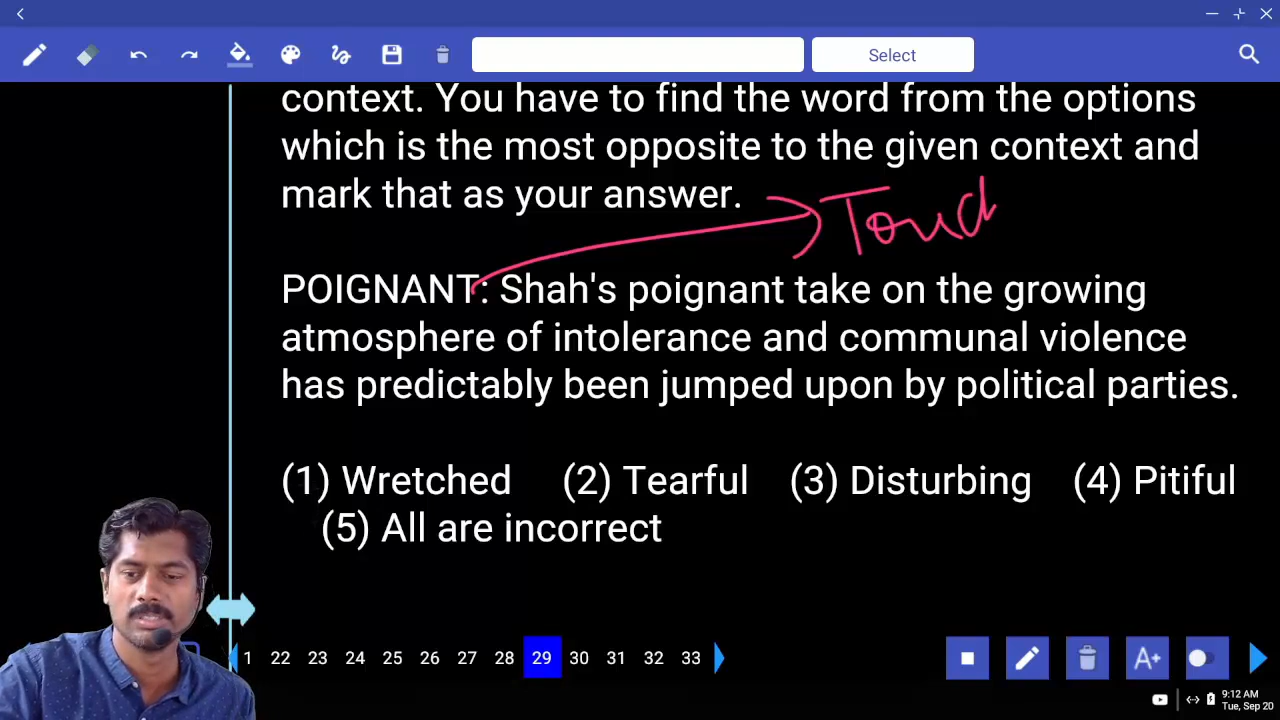 Select
context. You have to find the word from the options
which is the most opposite to the given context and
mark that as your answer.
Touc
POIGNANT: Shah's poignant take on the growing
atmosphere of intolerance and communal violence
has predictably been jumped upon by political parties.
(1) Wretched (2) Tearful (3) Disturbing (4) Pitiful
(5) All are incorrect
1 22 23 24 25 26 27 28 29 30 31 32 33
A+
9:12 AM
Tue, Sep 20